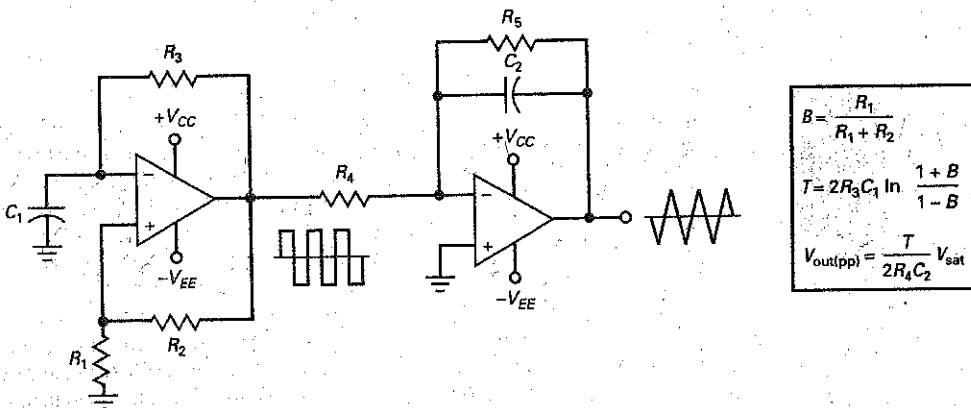 R5
C2
R3
+VCC
+VCC
R4
C1
−
+
−
+
−VEE
−VEE
R2
R1
B = R1 / (R1 + R2)
T = 2R3C1 ln (1 + B) / (1 − B)
Vout(pp) = T / (2R4C2) Vsat